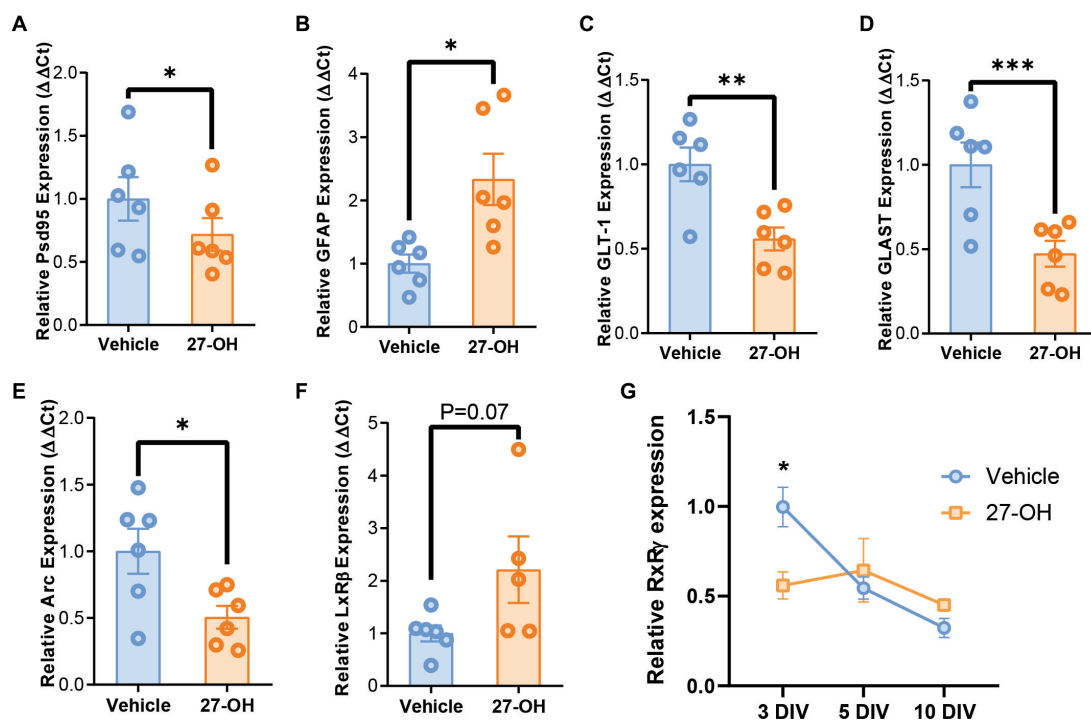 A
Relative Psd95 Expression (ΔΔCt)
2.0
1.5
1.0
0.5
0.0
*
Vehicle 27-OH
B
Relative GFAP Expression (ΔΔCt)
4
3
2
1
0
*
Vehicle 27-OH
C
Relative GLT-1 Expression (ΔΔCt)
1.5
1.0
0.5
0.0
**
Vehicle 27-OH
D
Relative GLAST Expression (ΔΔCt)
1.5
1.0
0.5
0.0
***
Vehicle 27-OH
E
Relative Arc Expression (ΔΔCt)
2.0
1.5
1.0
0.5
0.0
*
Vehicle 27-OH
F
Relative LxRβ Expression (ΔΔCt)
5
4
3
2
1
0
P=0.07
Vehicle 27-OH
G
Relative RxRγ expression
1.5
1.0
0.5
0.0
*
Vehicle
27-OH
3 DIV 5 DIV 10 DIV